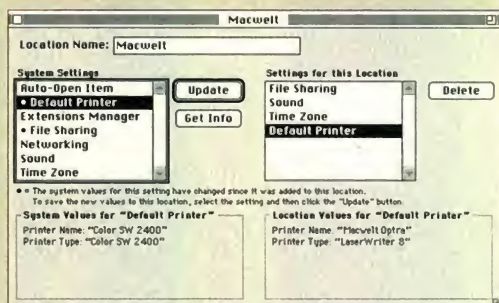 Macwelt
Location Name: Macwelt
System Settings
Auto-Open Item
• Default Printer
Extensions Manager
• File Sharing
Networking
Sound
Time Zone
Update
Get Info
Settings for this Location
File Sharing
Sound
Time Zone
Default Printer
Delete
• = The system values for this setting have changed since it was added to this location.
To save the new values to this location, select the setting and then click the "Update" button.
System Values for "Default Printer"
Printer Name: "Color SW 2400"
Printer Type: "Color SW 2400"
Location Values for "Default Printer"
Printer Name: "Macwelt Optra"
Printer Type: "LaserWriter 8"